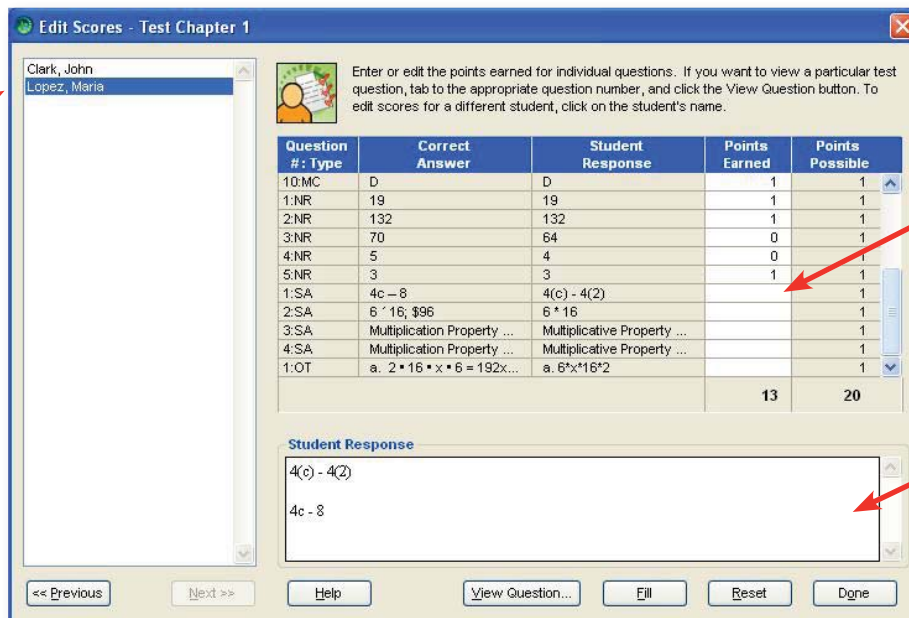 Edit Scores - Test Chapter 1
Clark, John
Lopez, Maria
Enter or edit the points earned for individual questions. If you want to view a particular test
question, tab to the appropriate question number, and click the View Question button. To
edit scores for a different student, click on the student's name.
Question #: Type Correct Answer Student Response Points Earned Points Possible
10:MC D D 1 1
1:NR 19 19 1 1
2:NR 132 132 1 1
3:NR 70 64 0 1
4:NR 5 4 0 1
5:NR 3 3 1 1
1:SA 4c – 8 4(c) - 4(2) 1
2:SA 6 ´ 16; $96 6 * 16 1
3:SA Multiplication Property ... Multiplicative Property ... 1
4:SA Multiplication Property ... Multiplicative Property ... 1
1:OT a. 2 • 16 • x • 6 = 192x... a. 6*x*16*2 1
13 20
Student Response
4(c) - 4(2)
4c - 8
<< Previous Next >> Help View Question... Fill Reset Done